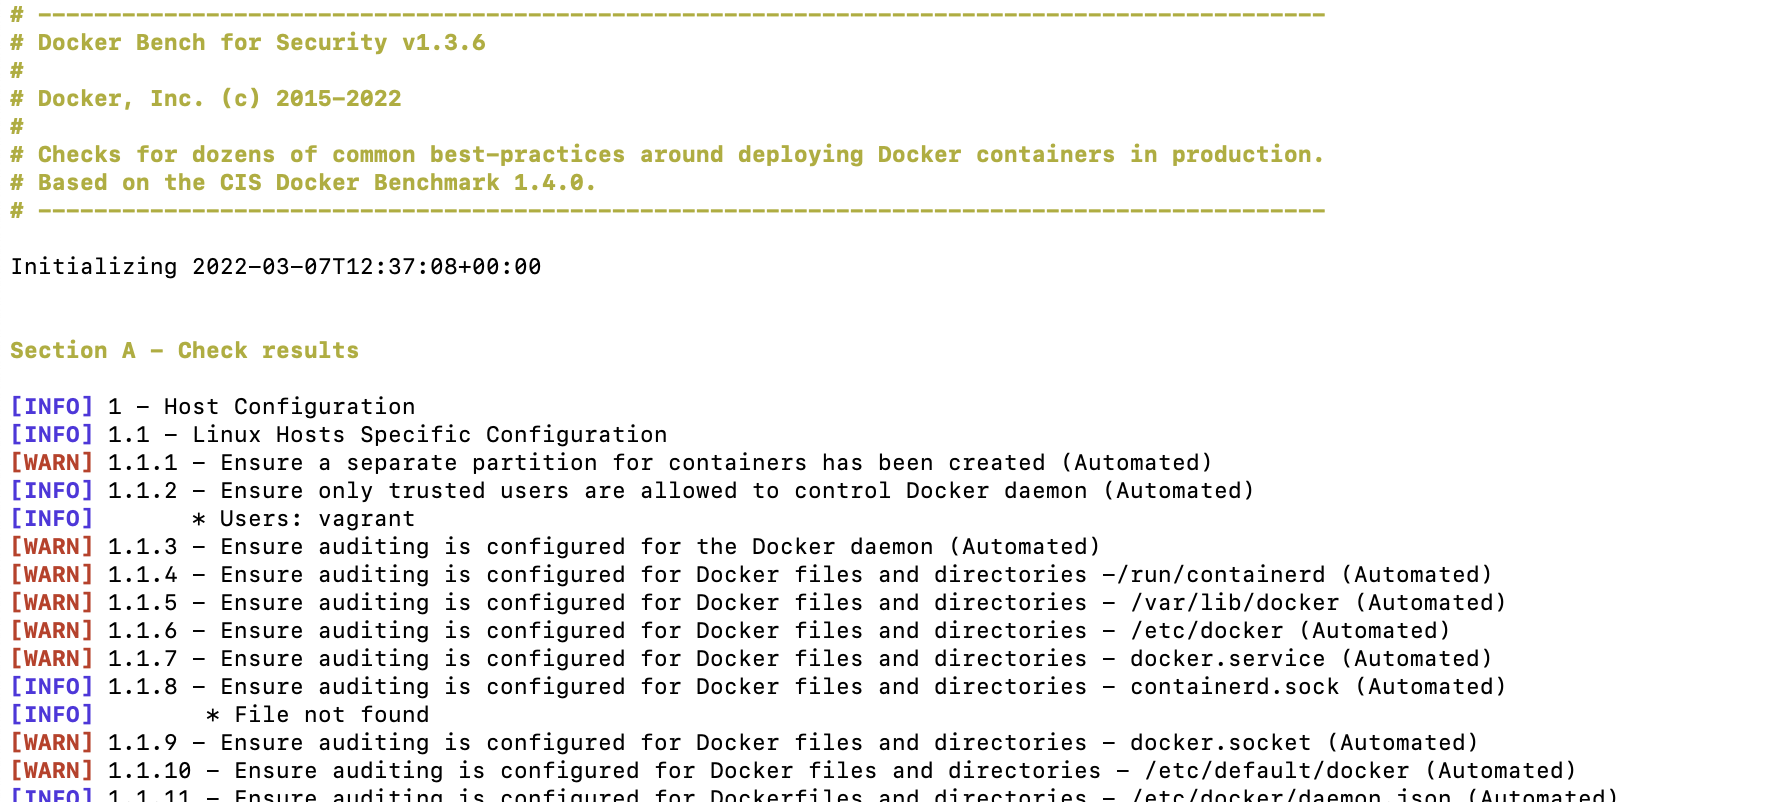 # --------------------------------------------------------------------------------------------
# Docker Bench for Security v1.3.6
#
# Docker, Inc. (c) 2015-2022
#
# Checks for dozens of common best-practices around deploying Docker containers in production.
# Based on the CIS Docker Benchmark 1.4.0.
# --------------------------------------------------------------------------------------------
Initializing 2022-03-07T12:37:08+00:00
Section A - Check results
[INFO] 1 - Host Configuration
[INFO] 1.1 - Linux Hosts Specific Configuration
[WARN] 1.1.1 - Ensure a separate partition for containers has been created (Automated)
[INFO] 1.1.2 - Ensure only trusted users are allowed to control Docker daemon (Automated)
[INFO]       * Users: vagrant
[WARN] 1.1.3 - Ensure auditing is configured for the Docker daemon (Automated)
[WARN] 1.1.4 - Ensure auditing is configured for Docker files and directories -/run/containerd (Automated)
[WARN] 1.1.5 - Ensure auditing is configured for Docker files and directories - /var/lib/docker (Automated)
[WARN] 1.1.6 - Ensure auditing is configured for Docker files and directories - /etc/docker (Automated)
[WARN] 1.1.7 - Ensure auditing is configured for Docker files and directories - docker.service (Automated)
[INFO] 1.1.8 - Ensure auditing is configured for Docker files and directories - containerd.sock (Automated)
[INFO]        * File not found
[WARN] 1.1.9 - Ensure auditing is configured for Docker files and directories - docker.socket (Automated)
[WARN] 1.1.10 - Ensure auditing is configured for Docker files and directories - /etc/default/docker (Automated)
[INFO] 1.1.11 - Ensure auditing is configured for Dockerfiles and directories - /etc/docker/daemon.json (Automated)